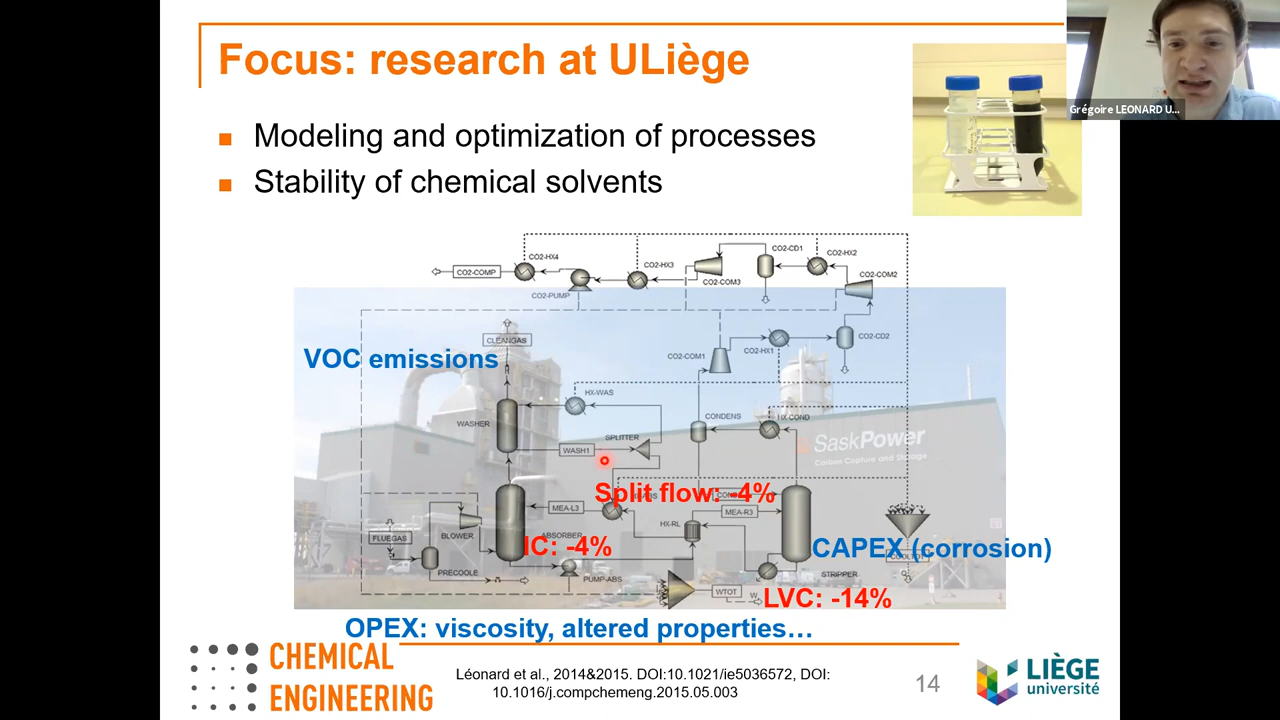 Focus: research at ULiège
Grégoire LEONARD U...
Modeling and optimization of processes
Stability of chemical solvents
CO2-HX4
CO2-HX3
CO2-CD1
CO2-HX2
CO2-COMP
CO2-COM3
CO2-COM2
CO2-PUMP
CLEANGAS
VOC emissions
CO2-COM1
CO2-HX1
CO2-CD2
HX-WAS
WASHER
SPLITTER
CONDENS
HX-COND
SaskPower
Carbon Capture and Storage
WASH1
Split flow: -4%
MEA-L3
MEA-R3
HX-RL
FLUEGAS
BLOWER
ABSORBER
IC: -4%
CAPEX (corrosion)
PRECOOLE
PUMP-ABS
STRIPPER
WTOT
W
LVC: -14%
OPEX: viscosity, altered properties...
CHEMICAL
ENGINEERING
Léonard et al., 2014&2015. DOI:10.1021/ie5036572, DOI:
10.1016/j.compchemeng.2015.05.003
14
LIÈGE
université